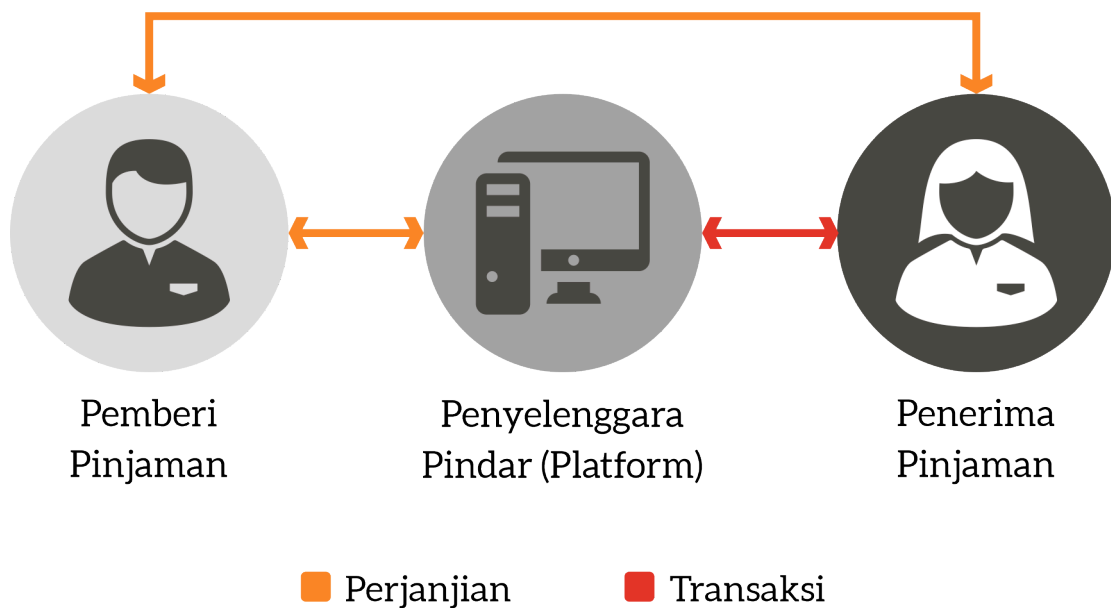 Pemberi
Pinjaman
Penyelenggara
Pindar (Platform)
Penerima
Pinjaman
Perjanjian
Transaksi